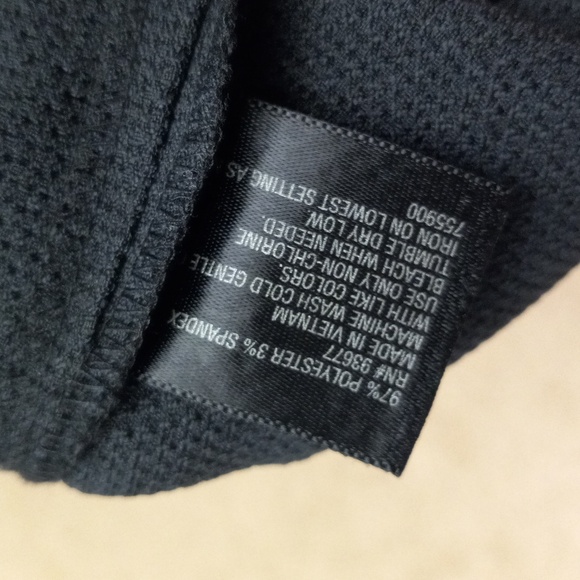 97% POLYESTER 3% SPANDEX
RN# 93677
MADE IN VIETNAM
MACHINE WASH COLD GENTLE
WITH LIKE COLORS.
USE ONLY NON-CHLORINE
BLEACH WHEN NEEDED.
TUMBLE DRY LOW
IRON ON LOWEST SETTING AS
755900